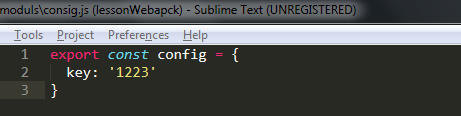 moduls\consig.js (lessonWebapck) - Sublime Text (UNREGISTERED)
Tools Project Preferences Help
1 export const config = {
2 key: '1223'
3 }